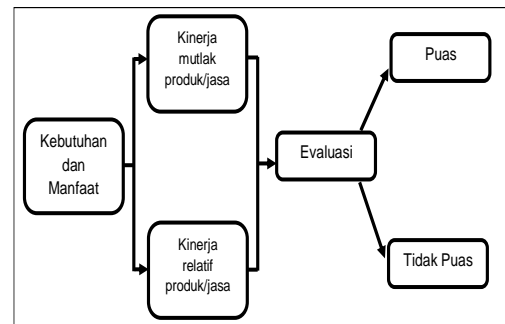 Kebutuhan
dan
Manfaat
Kinerja
mutlak
produk/jasa
Kinerja
relatif
produk/jasa
Evaluasi
Puas
Tidak Puas